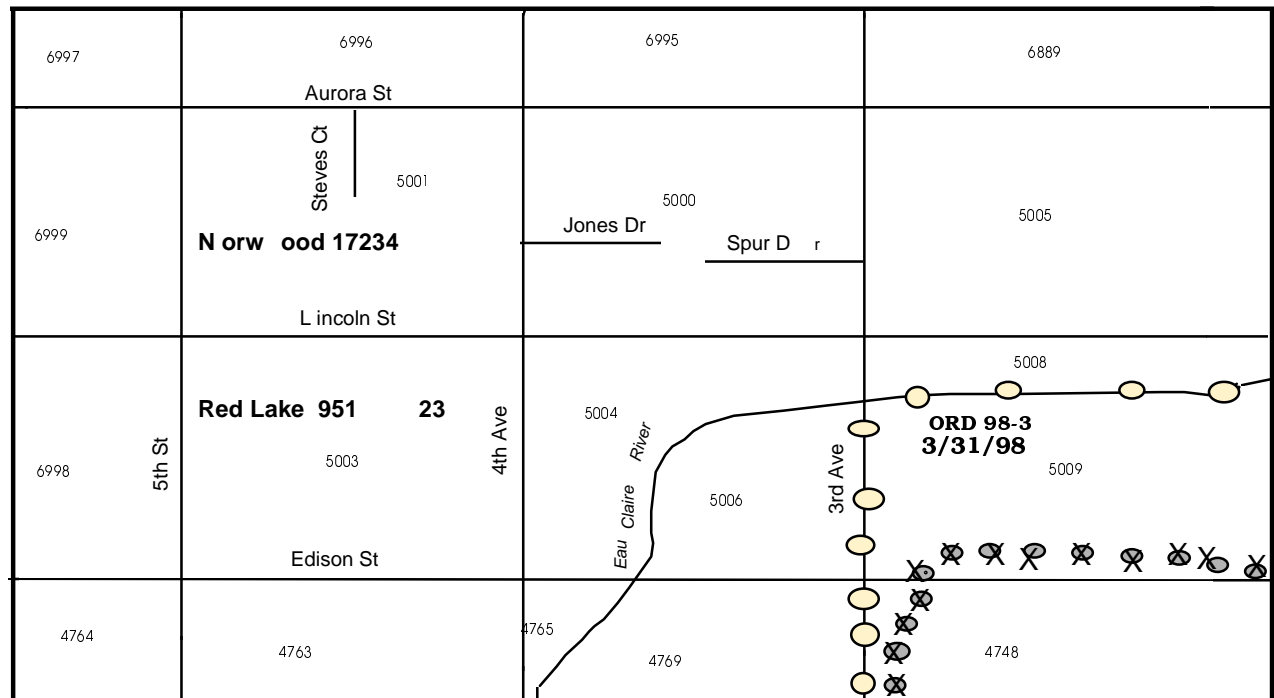 6997
6996
6995
6889
Aurora St
Steves Ct
5001
6999
N orw ood 17234
5000
Jones Dr
Spur D r
5005
L incoln St
5008
Red Lake 951 23
4th Ave
5004
Eau Claire River
3rd Ave
ORD 98-3
3/31/98
5009
6998
5th St
5003
5006
Edison St
X X X X X X X X X X
X
X
4764
4763
4765
4769
X
4748
X